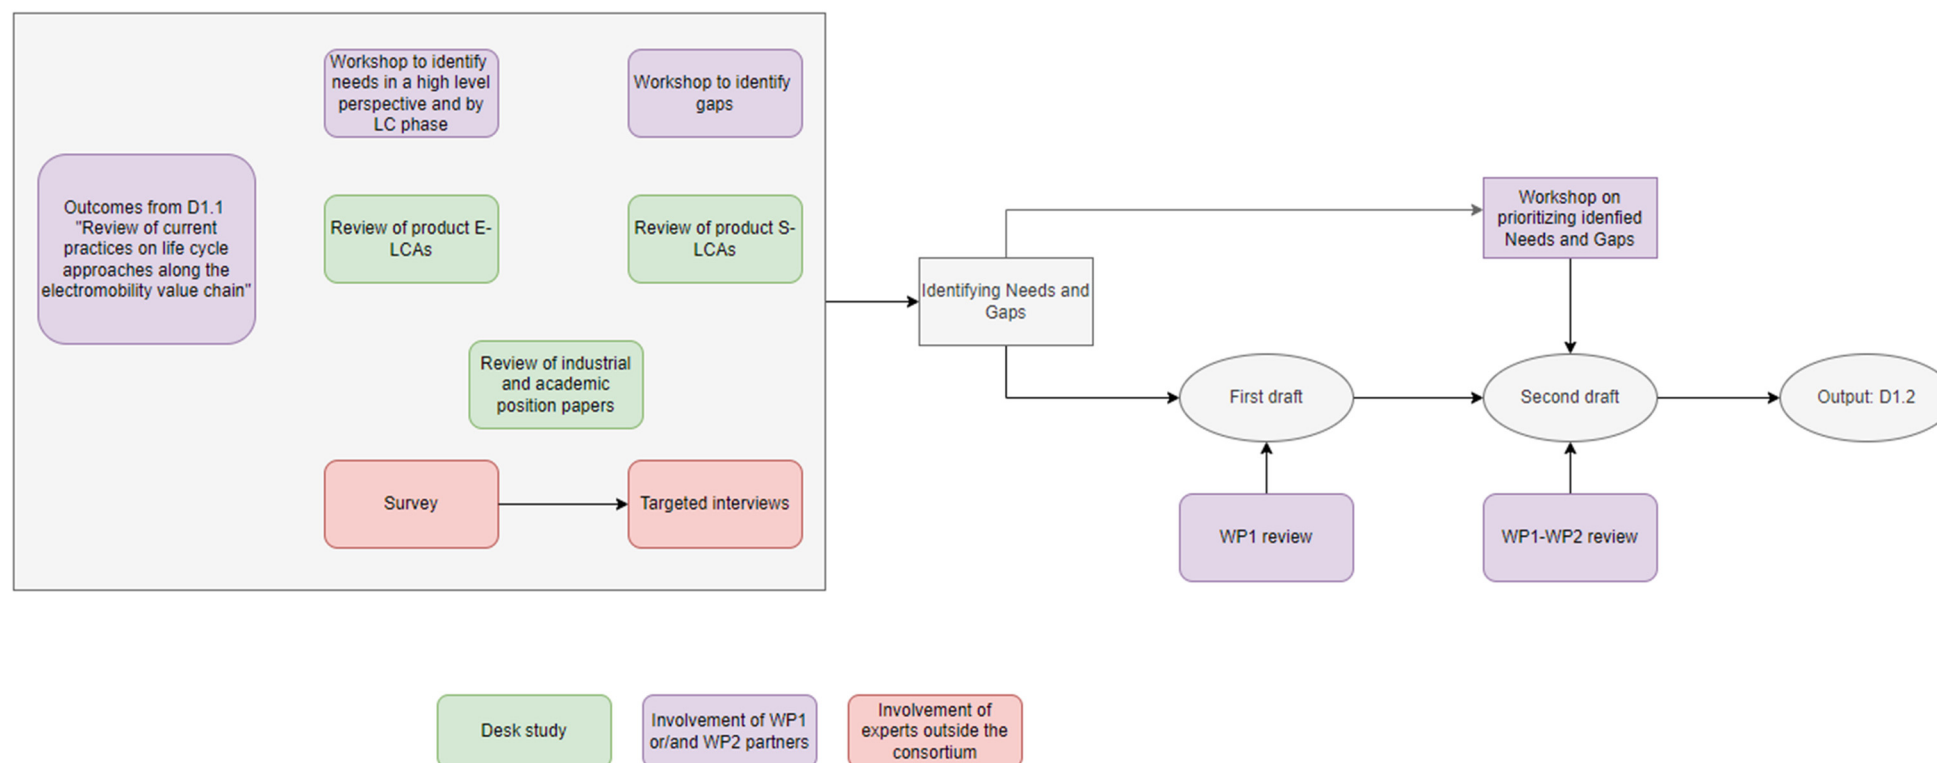 Workshop to identify
needs in a high level
perspective and by
LC phase
Workshop to identify
gaps
Outcomes from D1.1
"Review of current
practices on life cycle
approaches along the
electromobility value chain"
Review of product E-
LCAs
Review of product S-
LCAs
Review of industrial
and academic
position papers
Survey
Targeted interviews
Identifying Needs and
Gaps
Workshop on
prioritizing idenfied
Needs and Gaps
First draft
Second draft
Output: D1.2
WP1 review
WP1-WP2 review
Desk study
Involvement of WP1
or/and WP2 partners
Involvement of
experts outside the
consortium